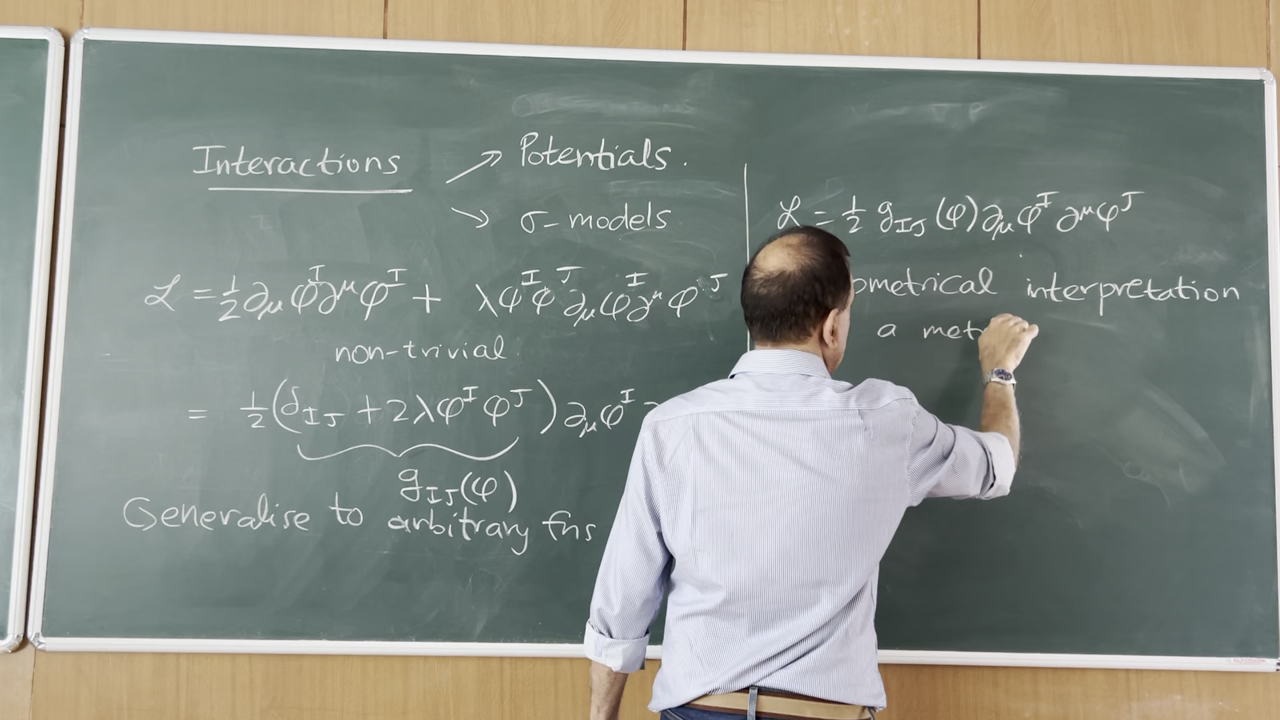 Interactions → Potentials.
→ σ-models
ℒ = ½ ∂_μ φ^I ∂^μ φ^I + λ φ^I φ^J ∂_μ φ^I ∂^μ φ^J
non-trivial
= ½ (δ_IJ + 2λ φ^I φ^J) ∂_μ φ^I
g_IJ(φ)
Generalise to arbitrary fns
ℒ = ½ g_IJ(φ) ∂_μ φ^I ∂^μ φ^J
ometrical interpretation
a met